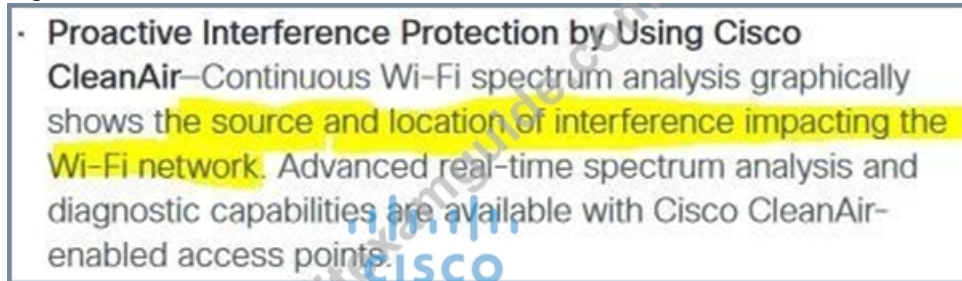 · Proactive Interference Protection by Using Cisco
CleanAir–Continuous Wi-Fi spectrum analysis graphically
shows the source and location of interference impacting the
Wi-Fi network. Advanced real-time spectrum analysis and
diagnostic capabilities are available with Cisco CleanAir-
enabled access points.
CISCO